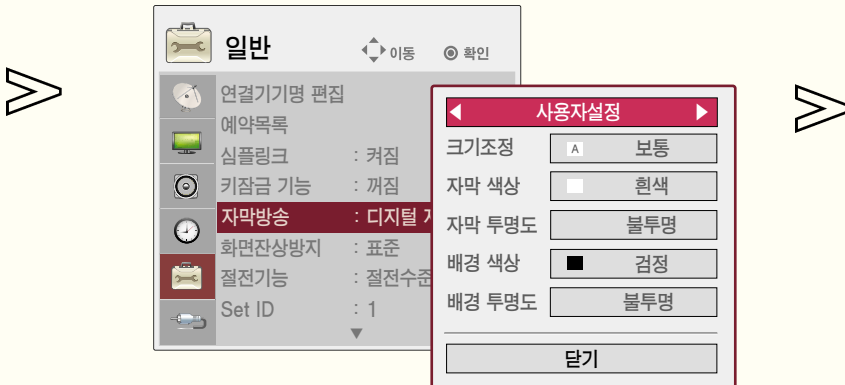 일반 이동 확인
연결기기명 편집
예약목록
심플링크 : 켜짐
키잠금 기능 : 꺼짐
자막방송 : 디지털
화면잔상방지 : 표준
절전기능 : 절전수준
Set ID : 1
사용자설정
크기조정 A 보통
자막 색상 흰색
자막 투명도 불투명
배경 색상 검정
배경 투명도 불투명
닫기